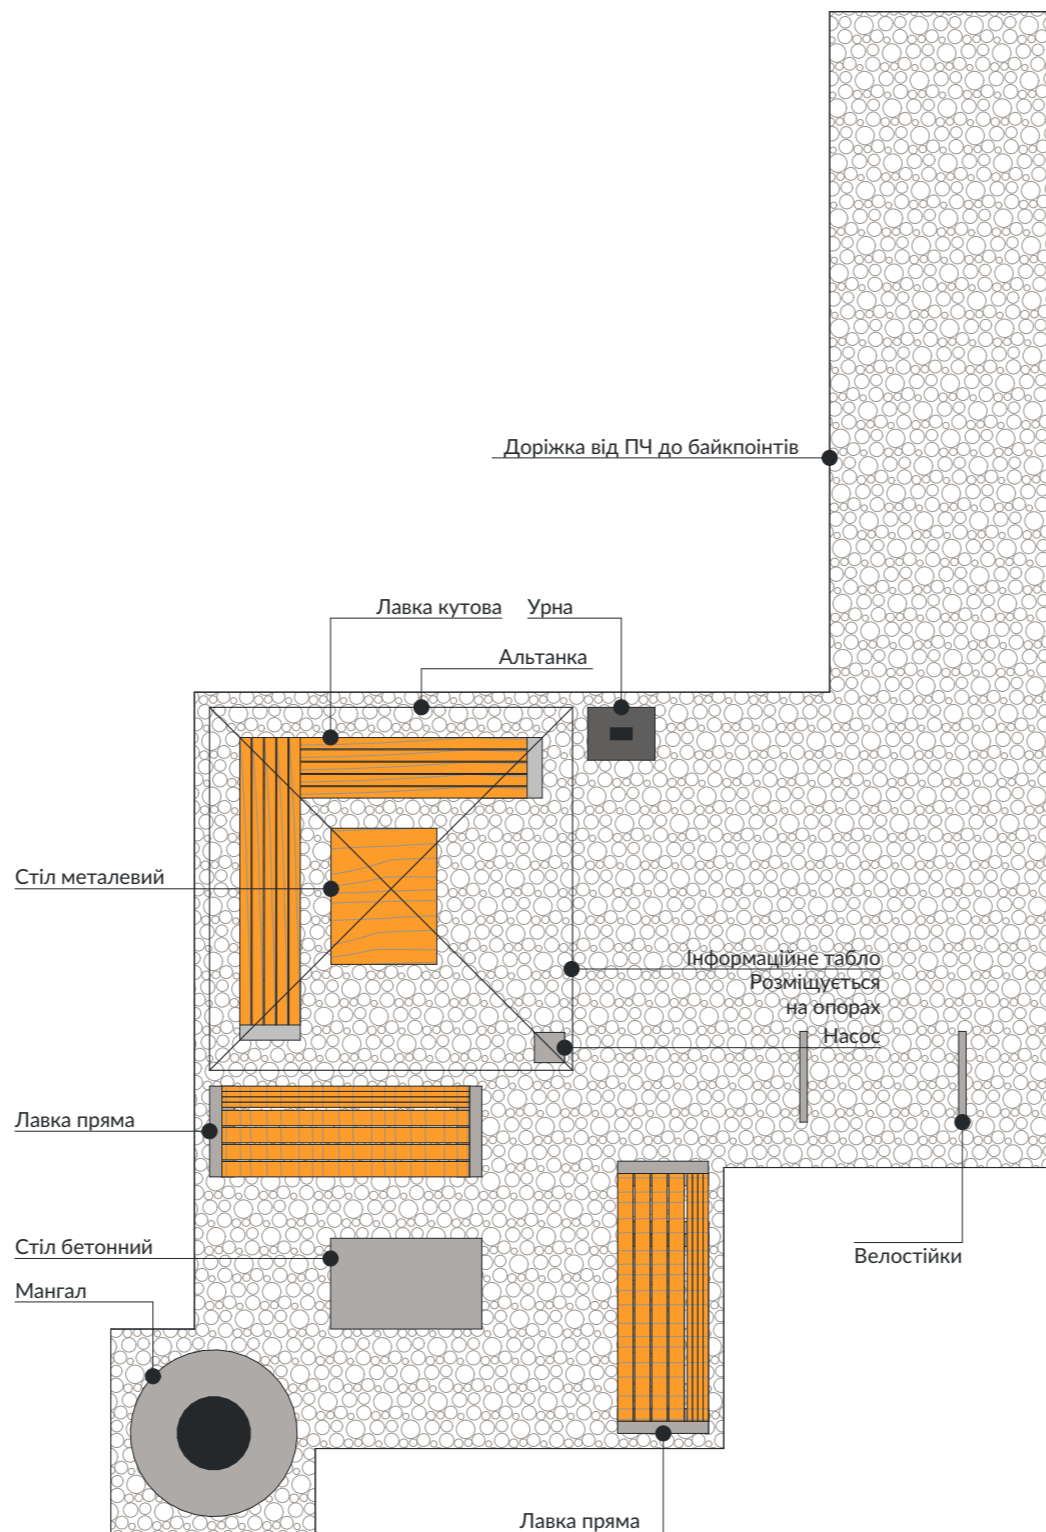 Доріжка від ПЧ до байкпоінтів
Лавка кутова
Урна
Альтанка
Стіл металевий
Інформаційне табло
Розміщується
на опорах
Насос
Лавка пряма
Стіл бетонний
Велостійки
Мангал
Лавка пряма